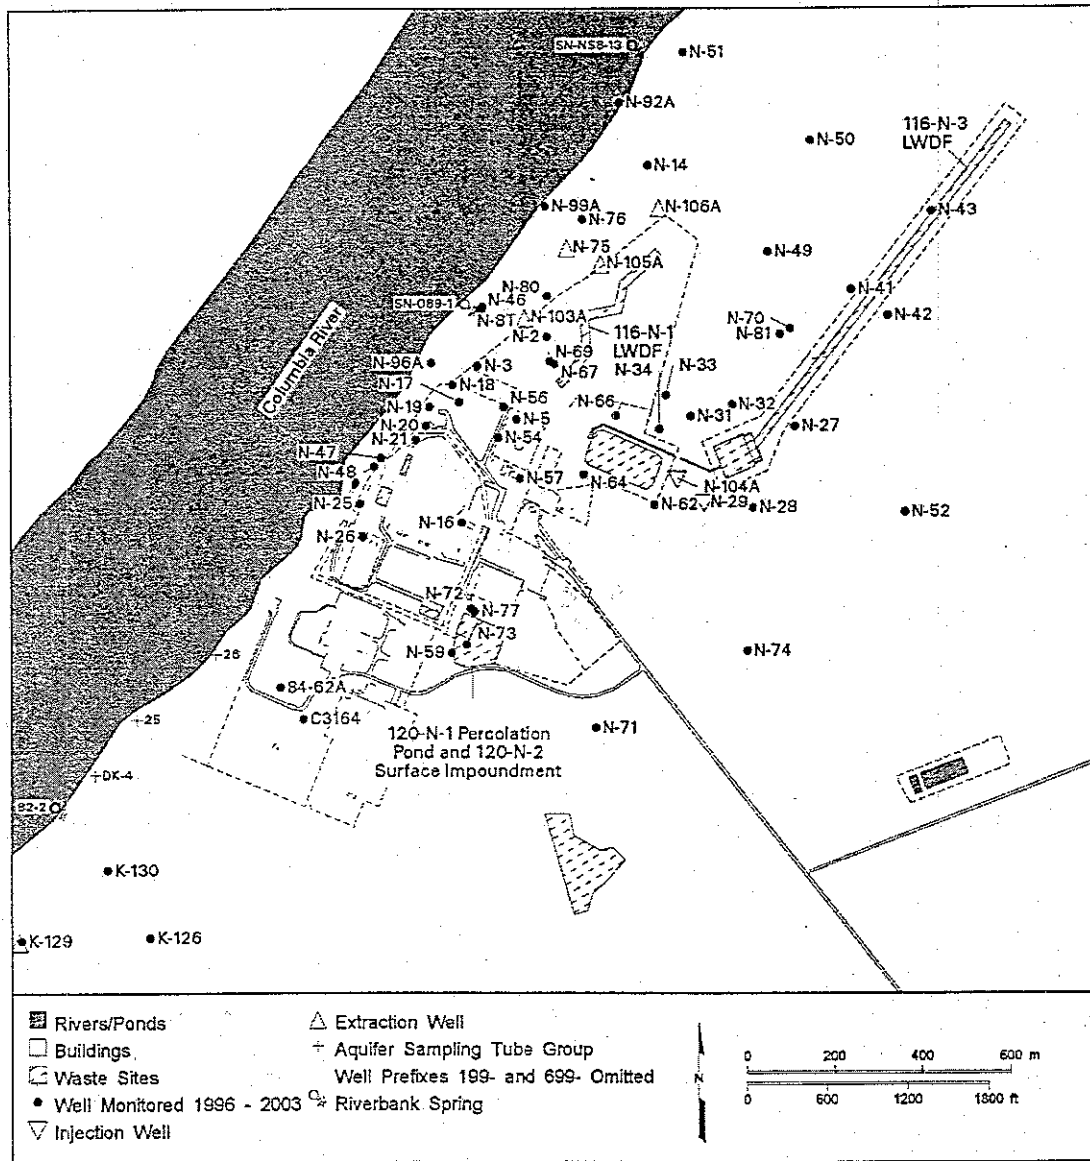 SN-NS8-13
N-51
N-92A
N-50
116-N-3
LWDF
N-14
N-43
N-99A
N-76
N-106A
N-75
N-49
N-105A
N-80
N-41
SN-089-1
N-46
N-8T
N-103A
N-42
N-70
N-81
N-2
116-N-1
LWDF
Columbia River
N-96A
N-3
N-69
N-67
N-34
N-33
N-17
N-18
N-56
N-66
N-31
N-32
N-19
N-5
N-27
N-20
N-21
N-54
N-47
N-48
N-57
N-64
N-104A
N-25
N-62
N-29
N-28
N-52
N-16
N-26
N-72
N-77
N-73
N-59
N-74
26
84-62A
25
C3164
N-71
120-N-1 Percolation
Pond and 120-N-2
Surface Impoundment
DK-4
82-2
K-130
K-129
K-126
Rivers/Ponds
Buildings
Waste Sites
Well Monitored 1996 - 2003
Injection Well
Extraction Well
Aquifer Sampling Tube Group
Well Prefixes 199- and 699- Omitted
Riverbank Spring
N
0 200 400 600 m
0 600 1200 1800 ft